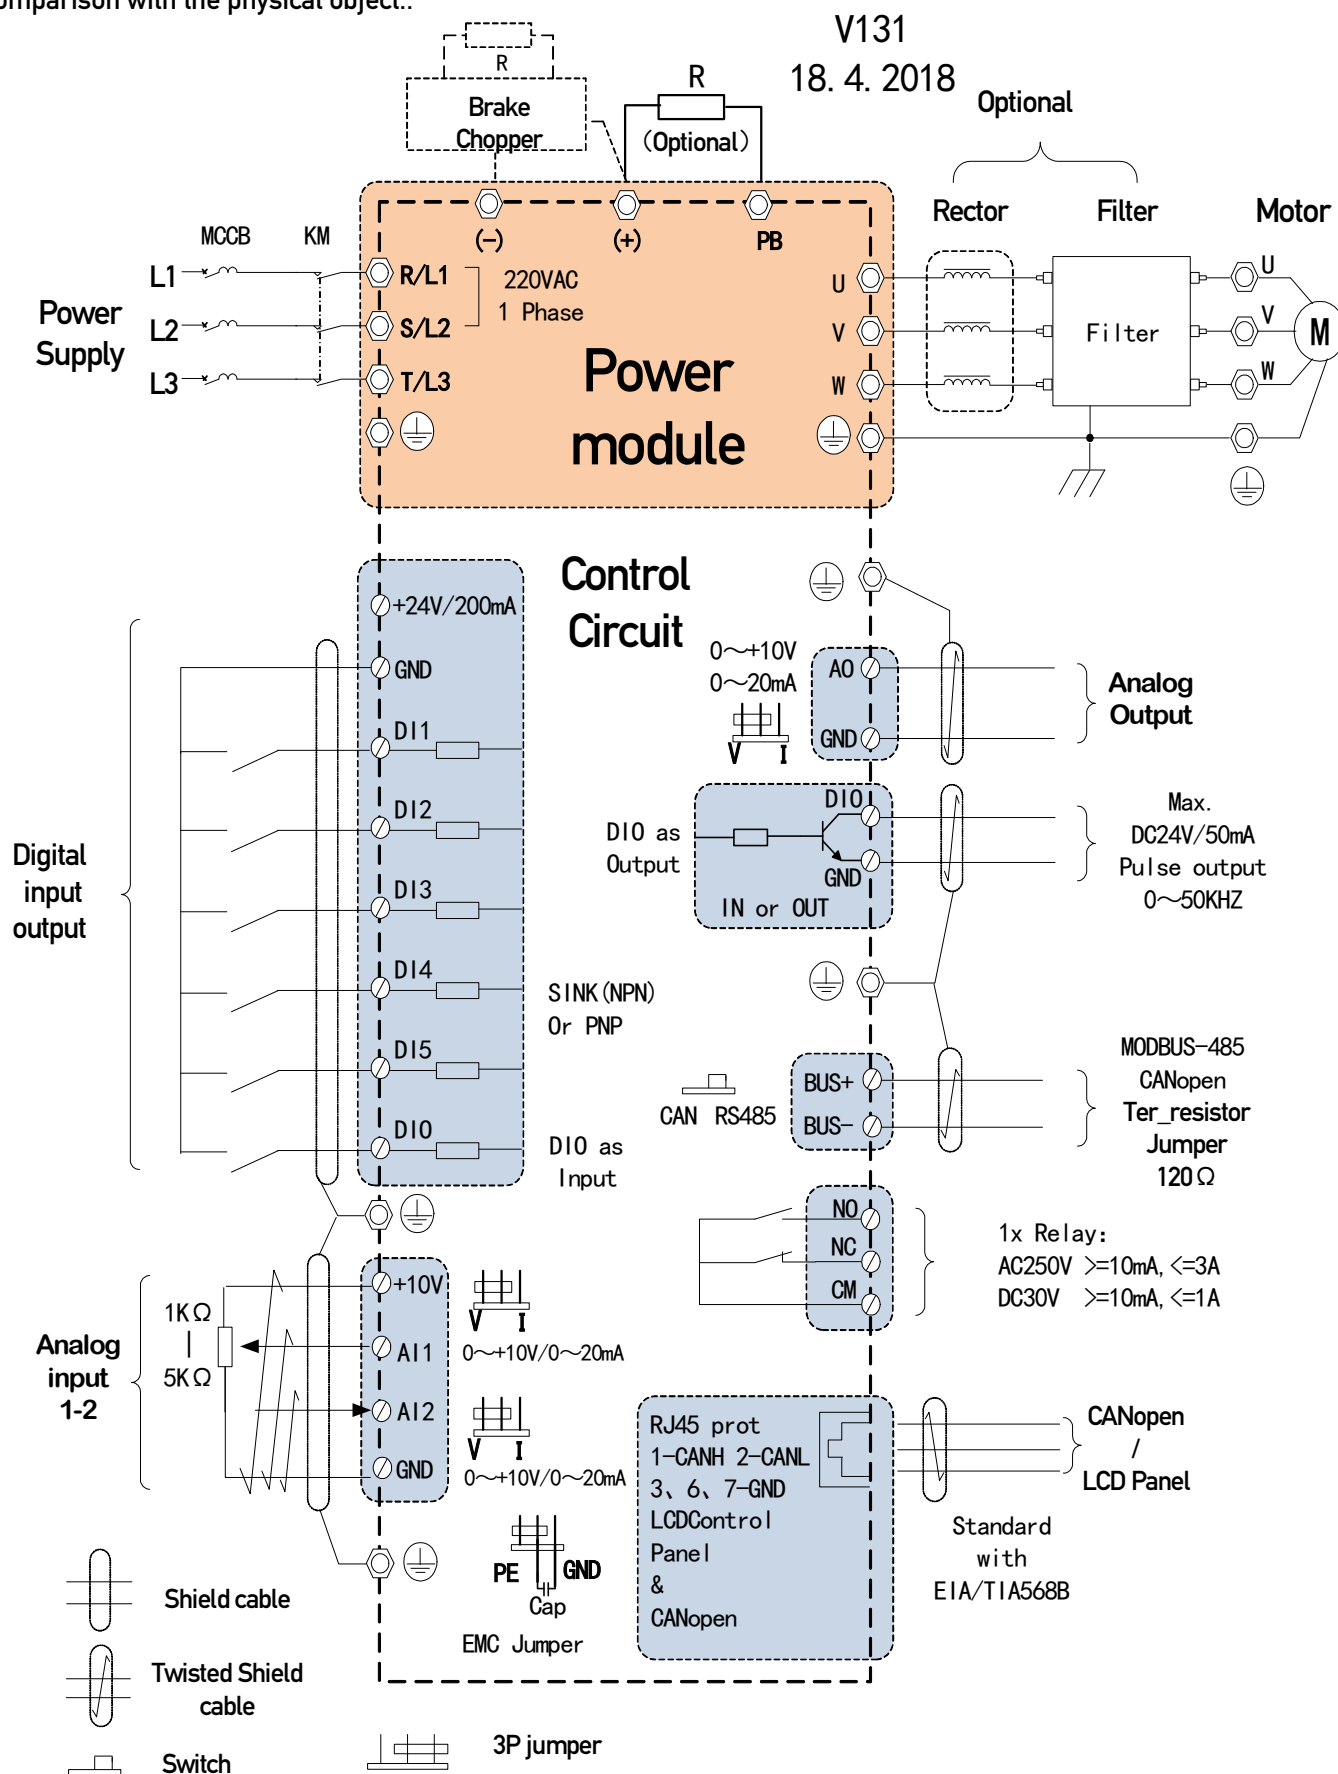 omparison with the physical object..
V131
18. 4. 2018
R
Brake
Chopper
R
(Optional)
Optional
Rector
Filter
Motor
MCCB
KM
(-)
(+)
PB
Power
Supply
L1
L2
L3
R/L1
S/L2
T/L3
220VAC
1 Phase
Power
module
U
V
W
Filter
U
V
W
M
Control
Circuit
Digital
input
output
+24V/200mA
GND
DI1
DI2
DI3
DI4
DI5
DIO
SINK(NPN)
Or PNP
DIO as
Input
0～+10V
0～20mA
V I
AO
GND
Analog
Output
DIO as
Output
DIO
GND
IN or OUT
Max.
DC24V/50mA
Pulse output
0～50KHZ
CAN RS485
BUS+
BUS-
MODBUS-485
CANopen
Ter_resistor
Jumper
120Ω
NO
NC
CM
1x Relay:
AC250V >=10mA,<=3A
DC30V >=10mA,<=1A
Analog
input
1-2
1KΩ
|
5KΩ
+10V
AI1
AI2
GND
V I
0～+10V/0～20mA
V I
0～+10V/0～20mA
PE GND
Cap
EMC Jumper
RJ45 prot
1-CANH 2-CANL
3、6、7-GND
LCDControl
Panel
&
CANopen
CANopen
/
LCD Panel
Standard
with
EIA/TIA568B
Shield cable
Twisted Shield
cable
Switch
3P jumper